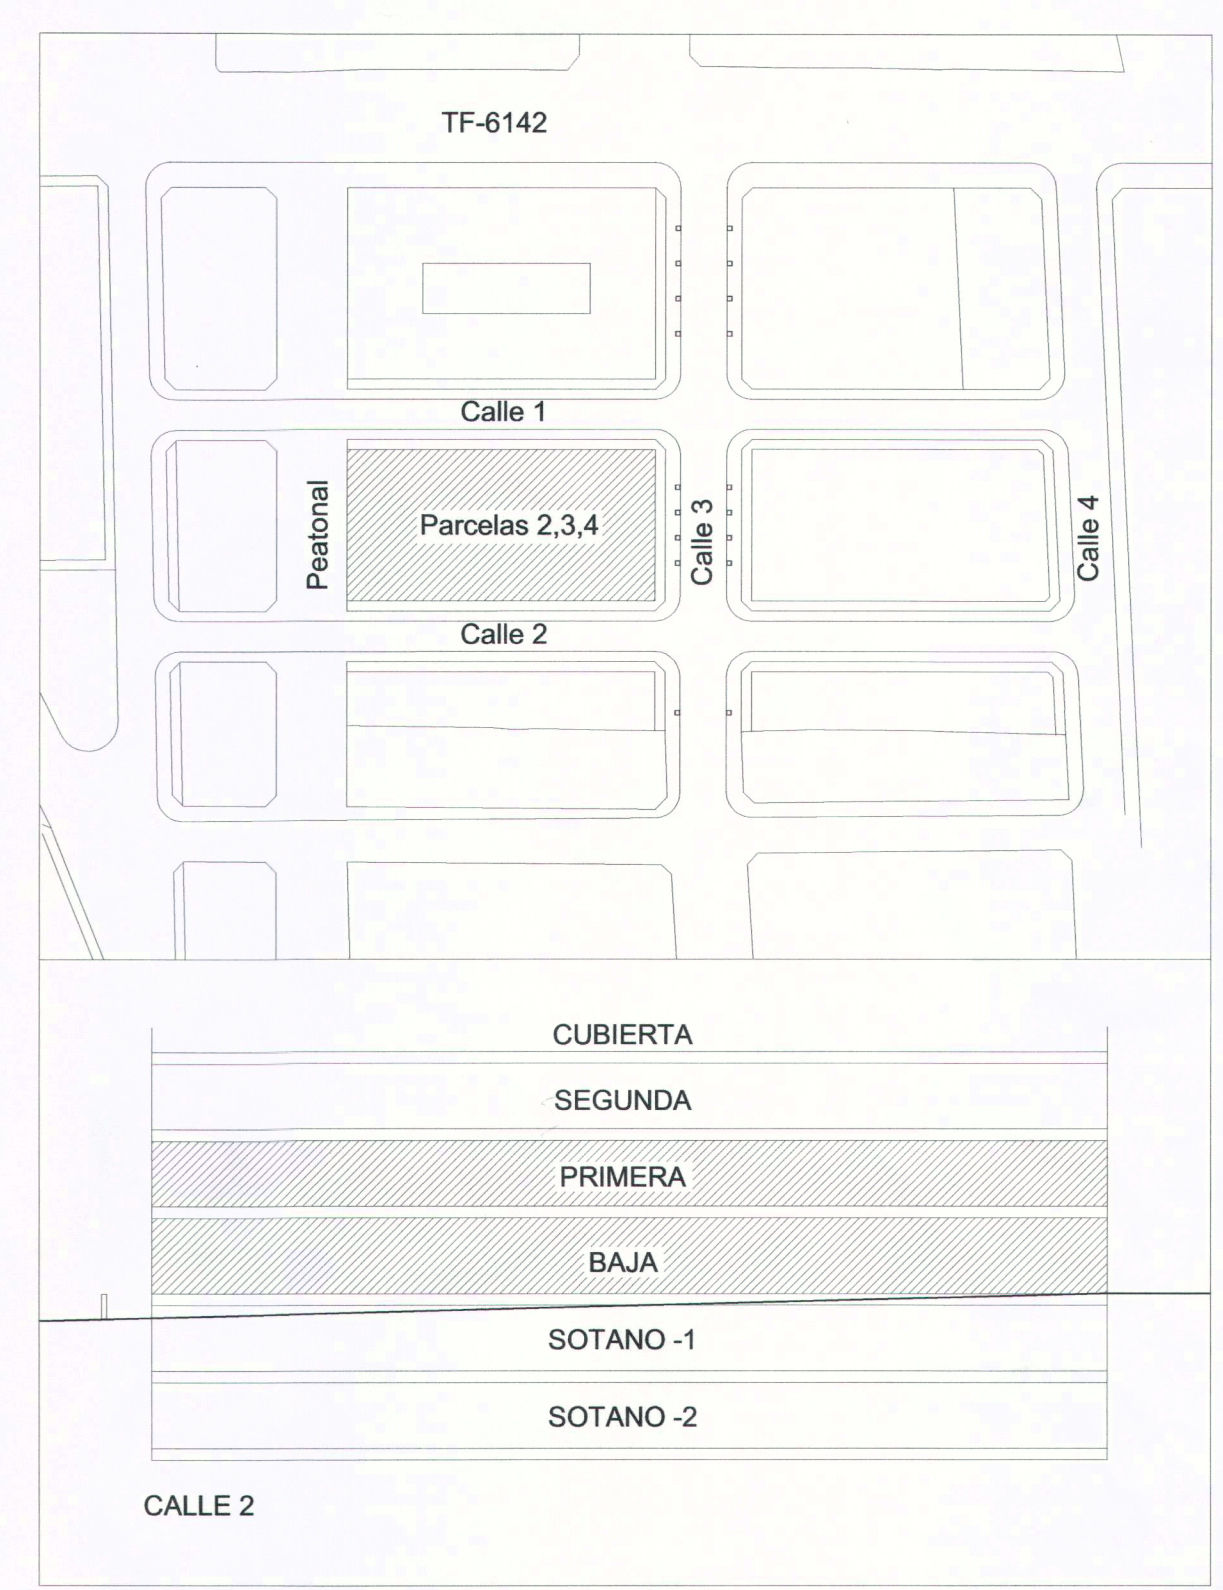 TF-6142
Calle 1
Peatonal
Parcelas 2,3,4
Calle 3
Calle 4
Calle 2
CUBIERTA
SEGUNDA
PRIMERA
BAJA
SOTANO -1
SOTANO -2
CALLE 2